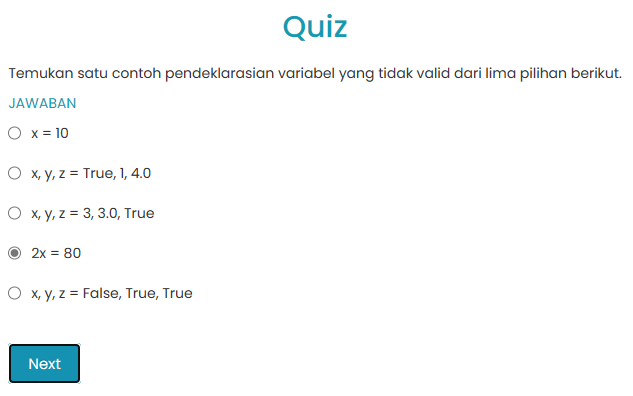 Quiz
Temukan satu contoh pendeklarasian variabel yang tidak valid dari lima pilihan berikut.
JAWABAN
x = 10
x, y, z = True, 1, 4.0
x, y, z = 3, 3.0, True
2x = 80
x, y, z = False, True, True
Next